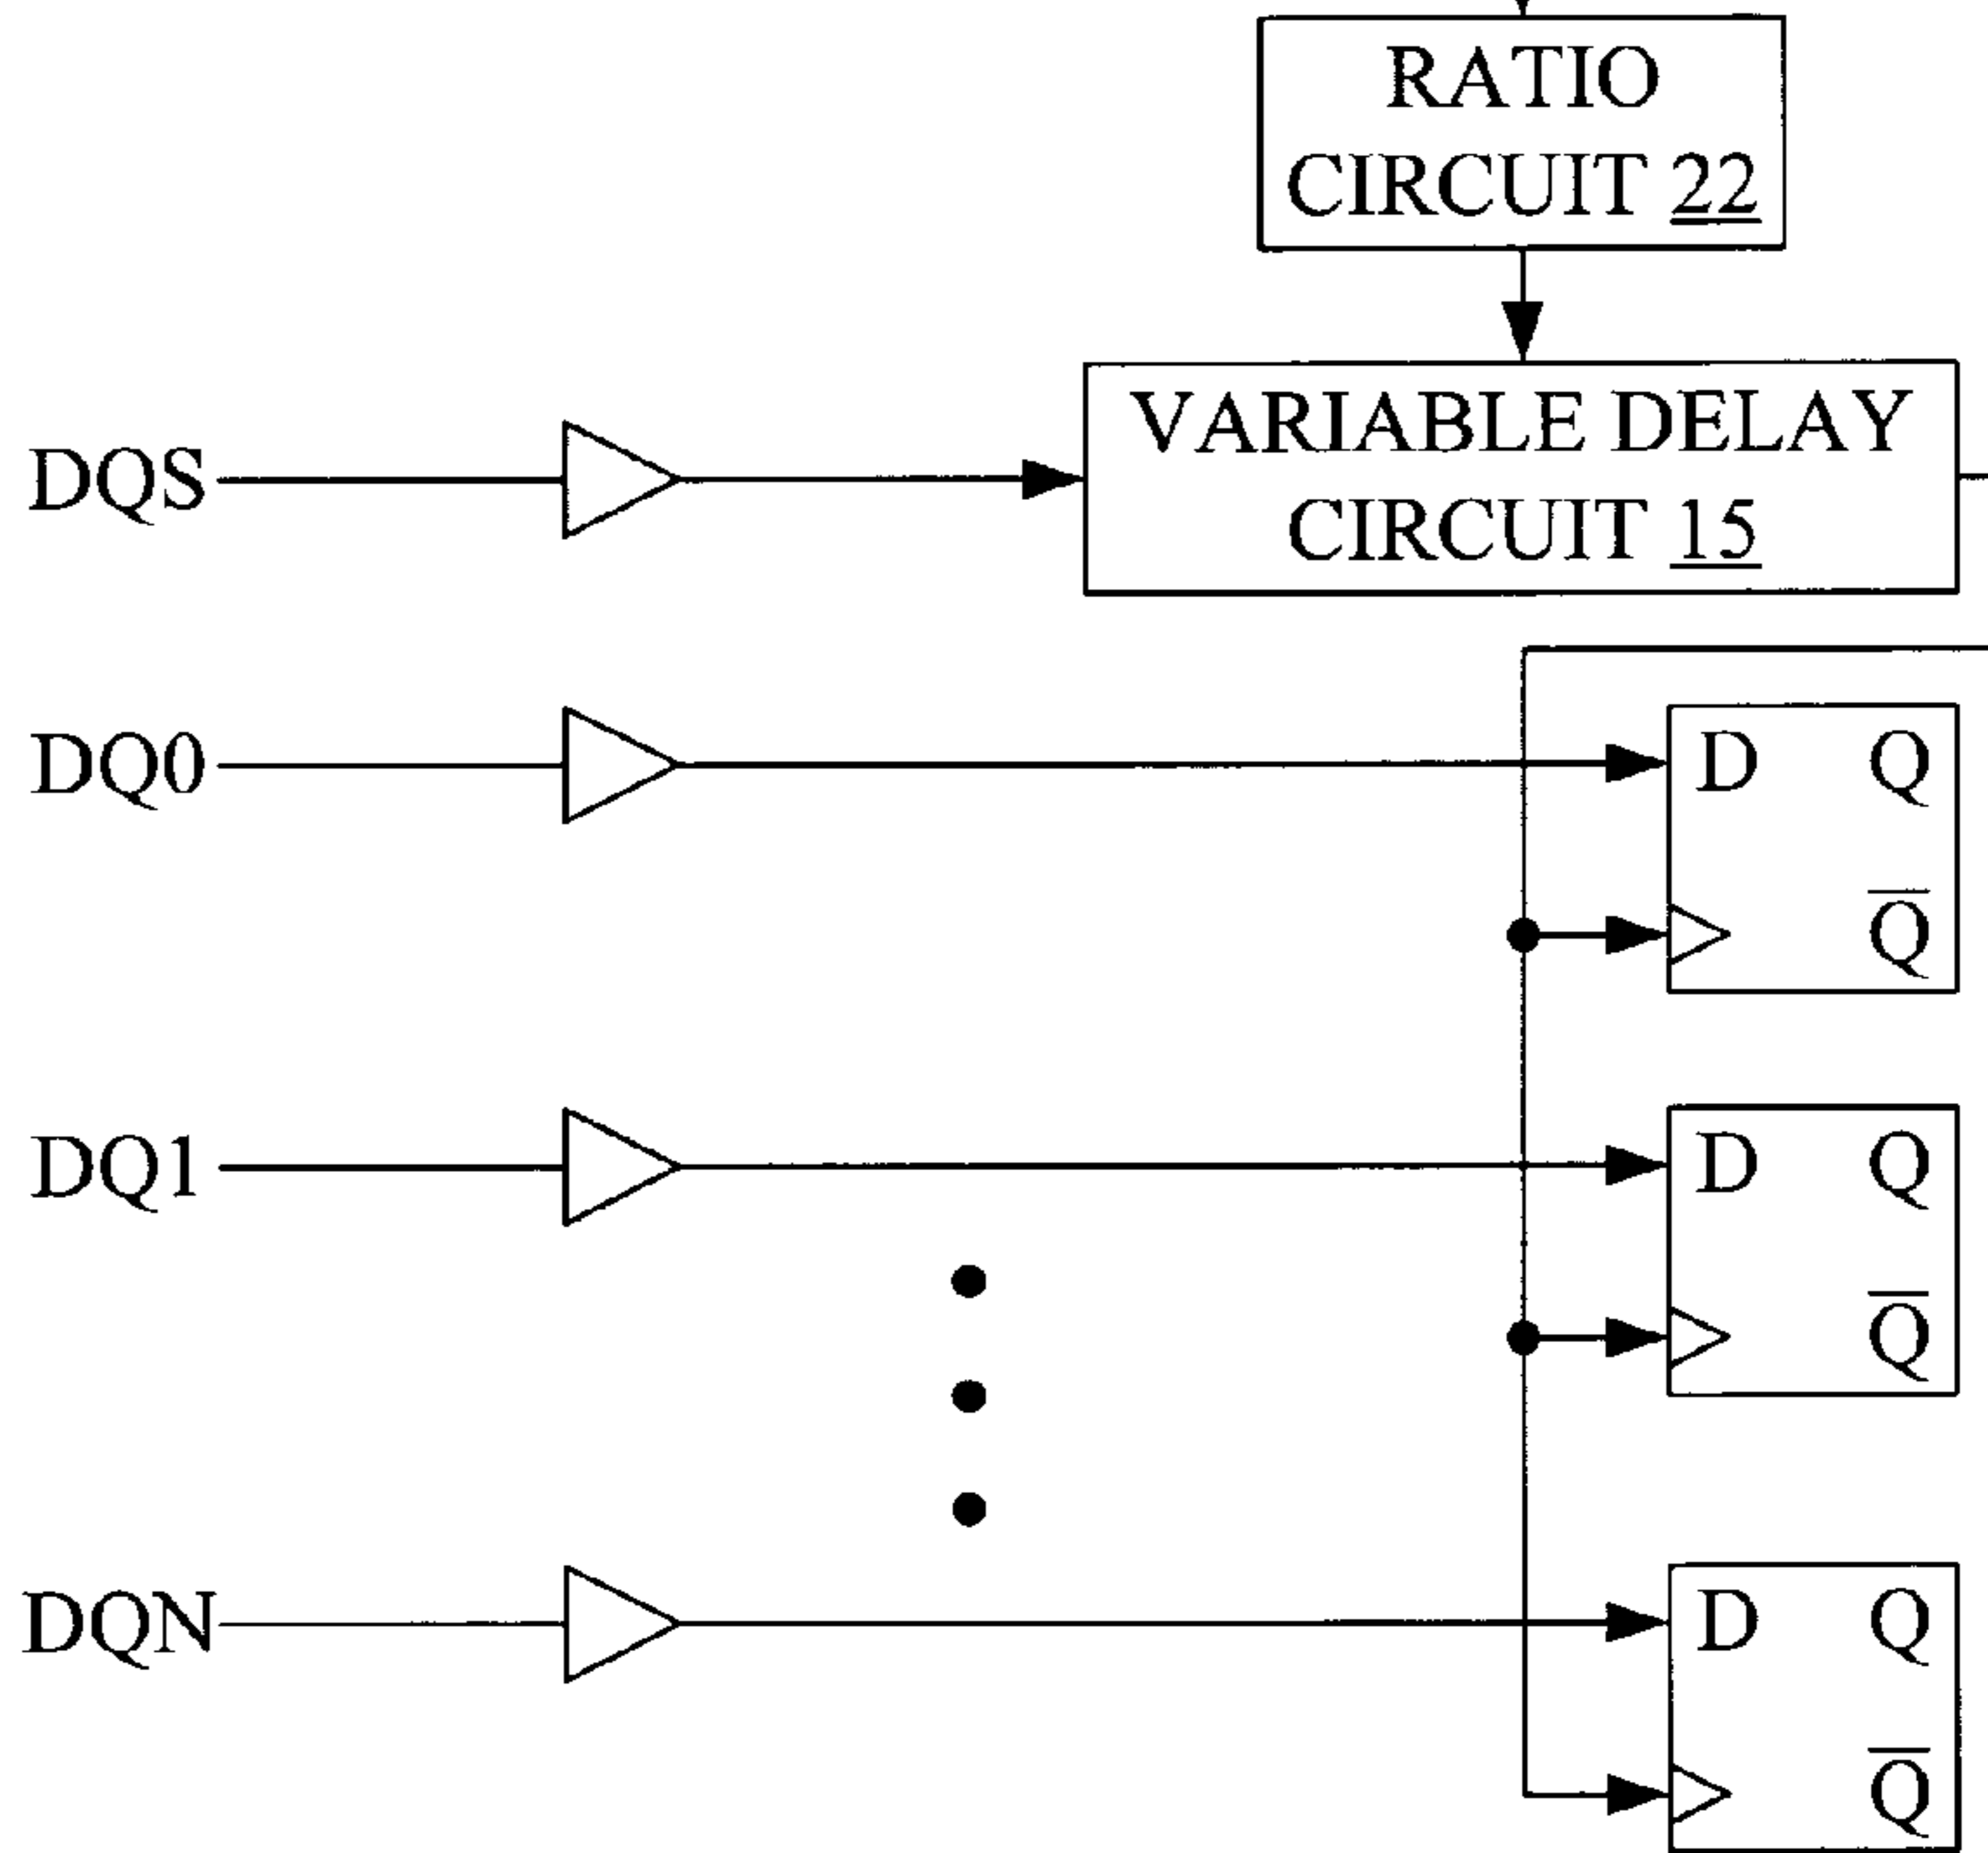 RATIO
CIRCUIT 22
DQS
VARIABLE DELAY
CIRCUIT 15
DQ0
D Q
Q̅
DQ1
D Q
Q̅
DQN
D Q
Q̅